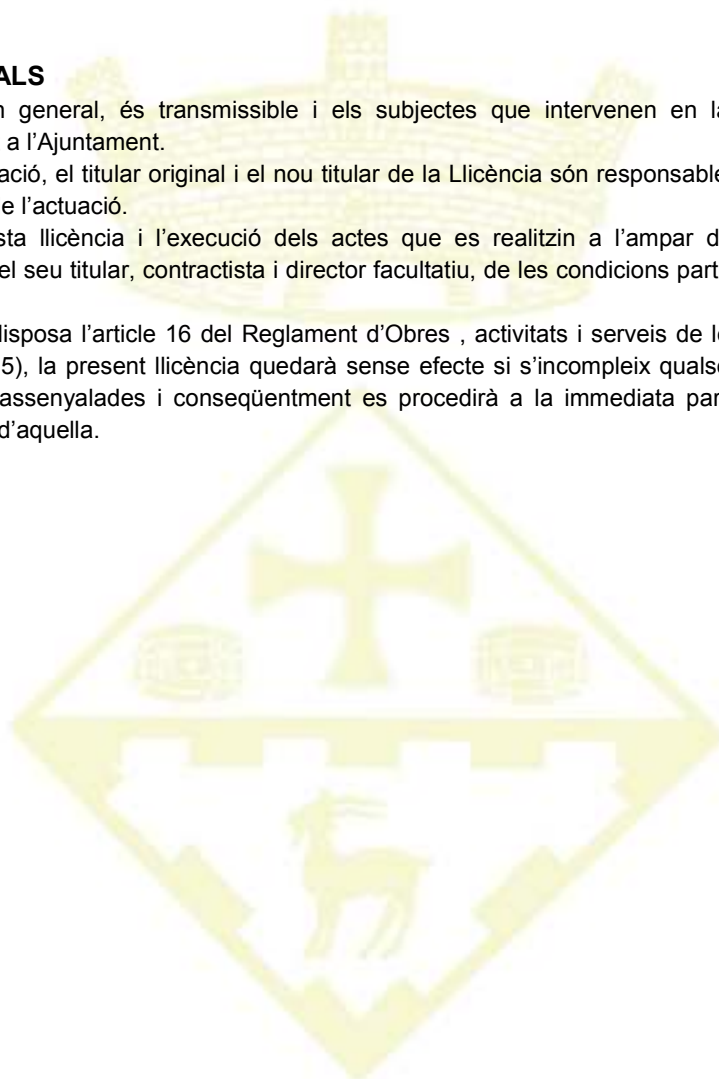 ALS
n general, és transmissible i els subjectes que intervenen en la
a l’Ajuntament.
ació, el titular original i el nou titular de la Llicència són responsable
e l’actuació.
sta llicència i l’execució dels actes que es realitzin a l’ampar d
el seu titular, contractista i director facultatiu, de les condicions part
disposa l’article 16 del Reglament d’Obres , activitats i serveis de l
5), la present llicència quedarà sense efecte si s’incompleix quals
assenyalades i conseqüentment es procedirà a la immediata par
d’aquella.